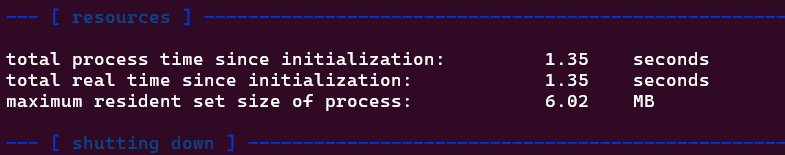 --- [ resources ] ------------------------------------------------------
total process time since initialization: 1.35 seconds
total real time since initialization: 1.35 seconds
maximum resident set size of process: 6.02 MB
--- [ shutting down ] --------------------------------------------------